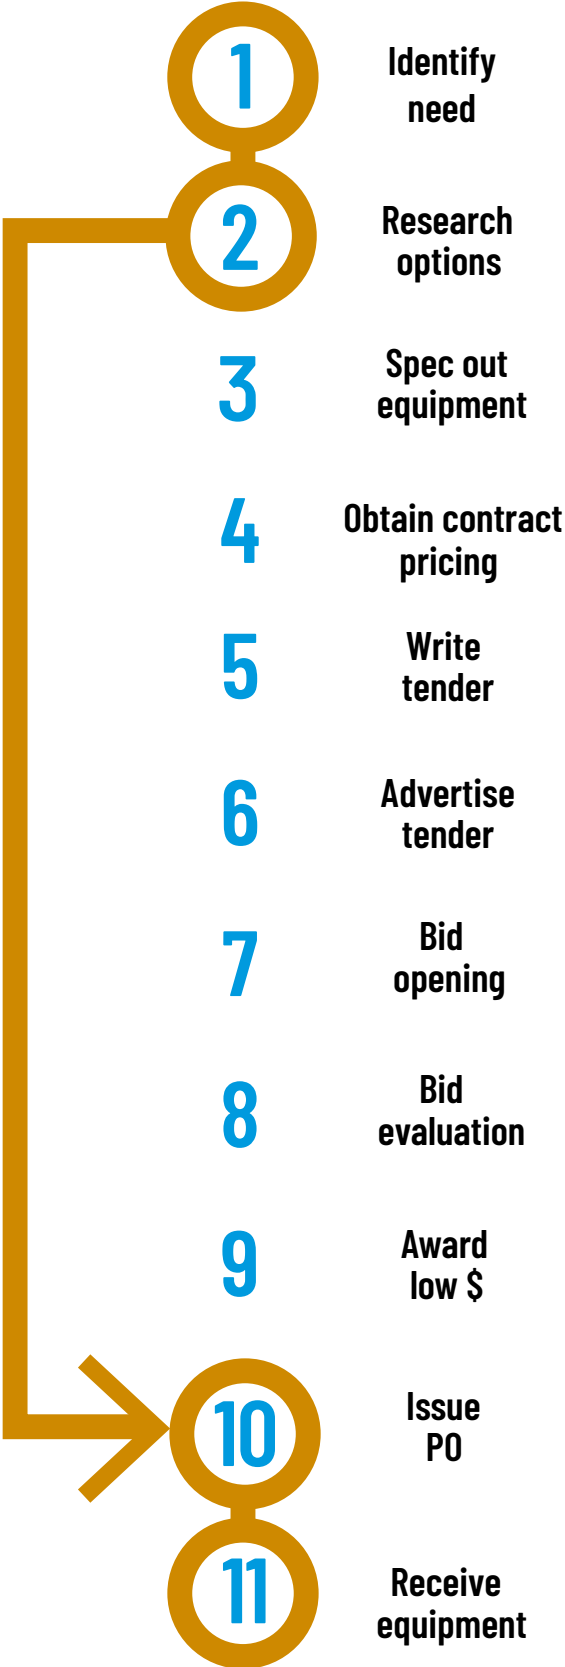 1
Identify
need
2
Research
options
3
Spec out
equipment
4
Obtain contract
pricing
5
Write
tender
6
Advertise
tender
7
Bid
opening
8
Bid
evaluation
9
Award
low $
10
Issue
PO
11
Receive
equipment